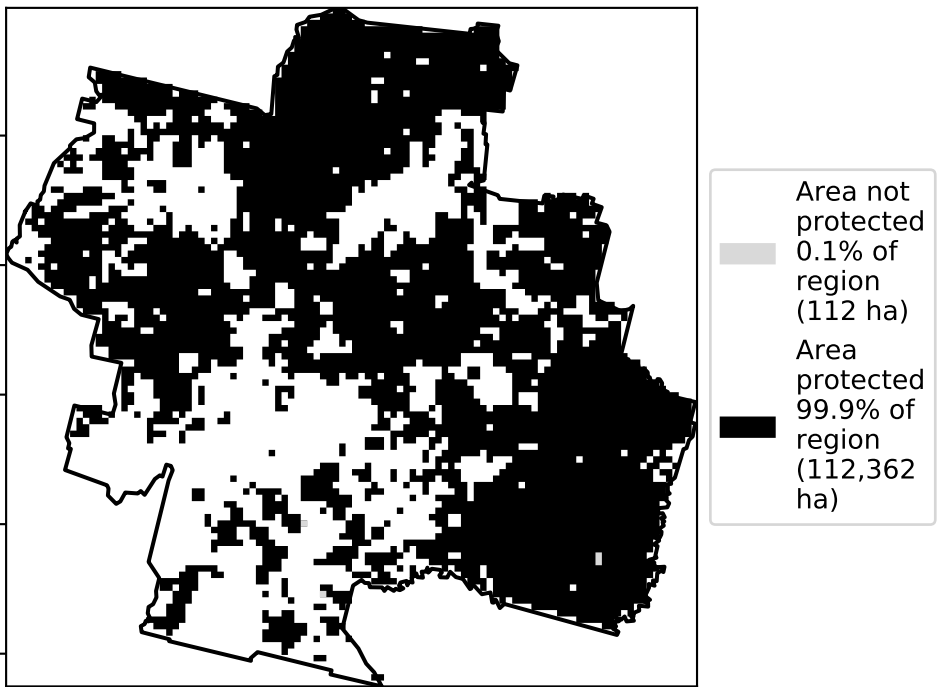 Area not
protected
0.1% of
region
(112 ha)
Area
protected
99.9% of
region
(112,362
ha)